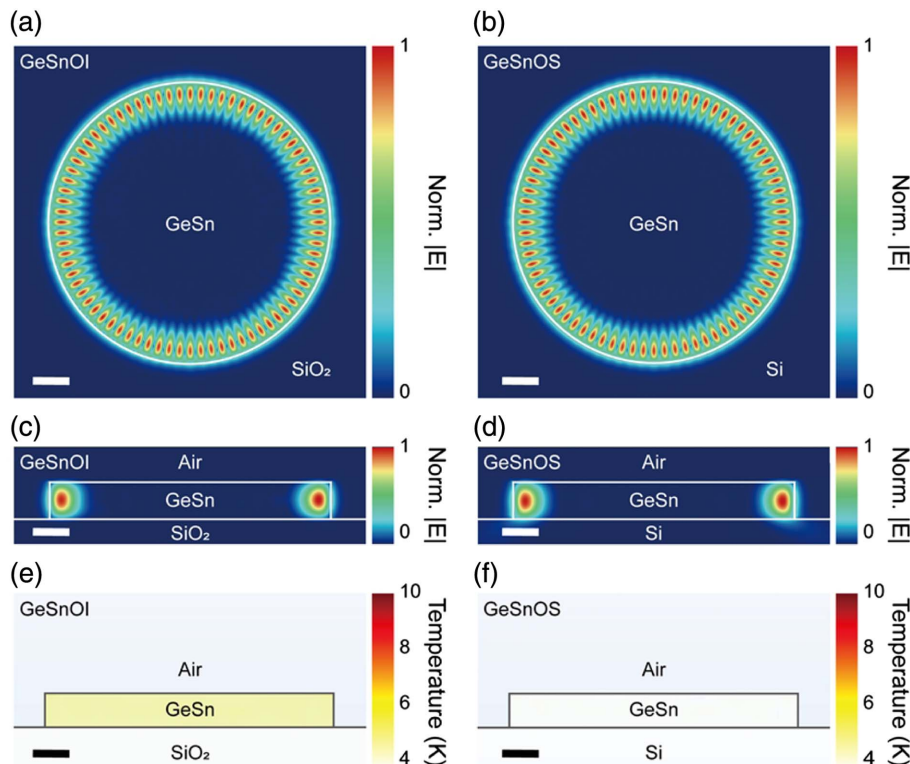 (a)
GeSnOI
GeSn
SiO₂
1
0
Norm. |E|
(b)
GeSnOS
GeSn
Si
1
0
Norm. |E|
(c)
GeSnOI
Air
GeSn
SiO₂
1
0
Norm. |E|
(d)
GeSnOS
Air
GeSn
Si
1
0
Norm. |E|
(e)
GeSnOI
Air
GeSn
SiO₂
10
8
6
4
Temperature (K)
(f)
GeSnOS
Air
GeSn
Si
10
8
6
4
Temperature (K)